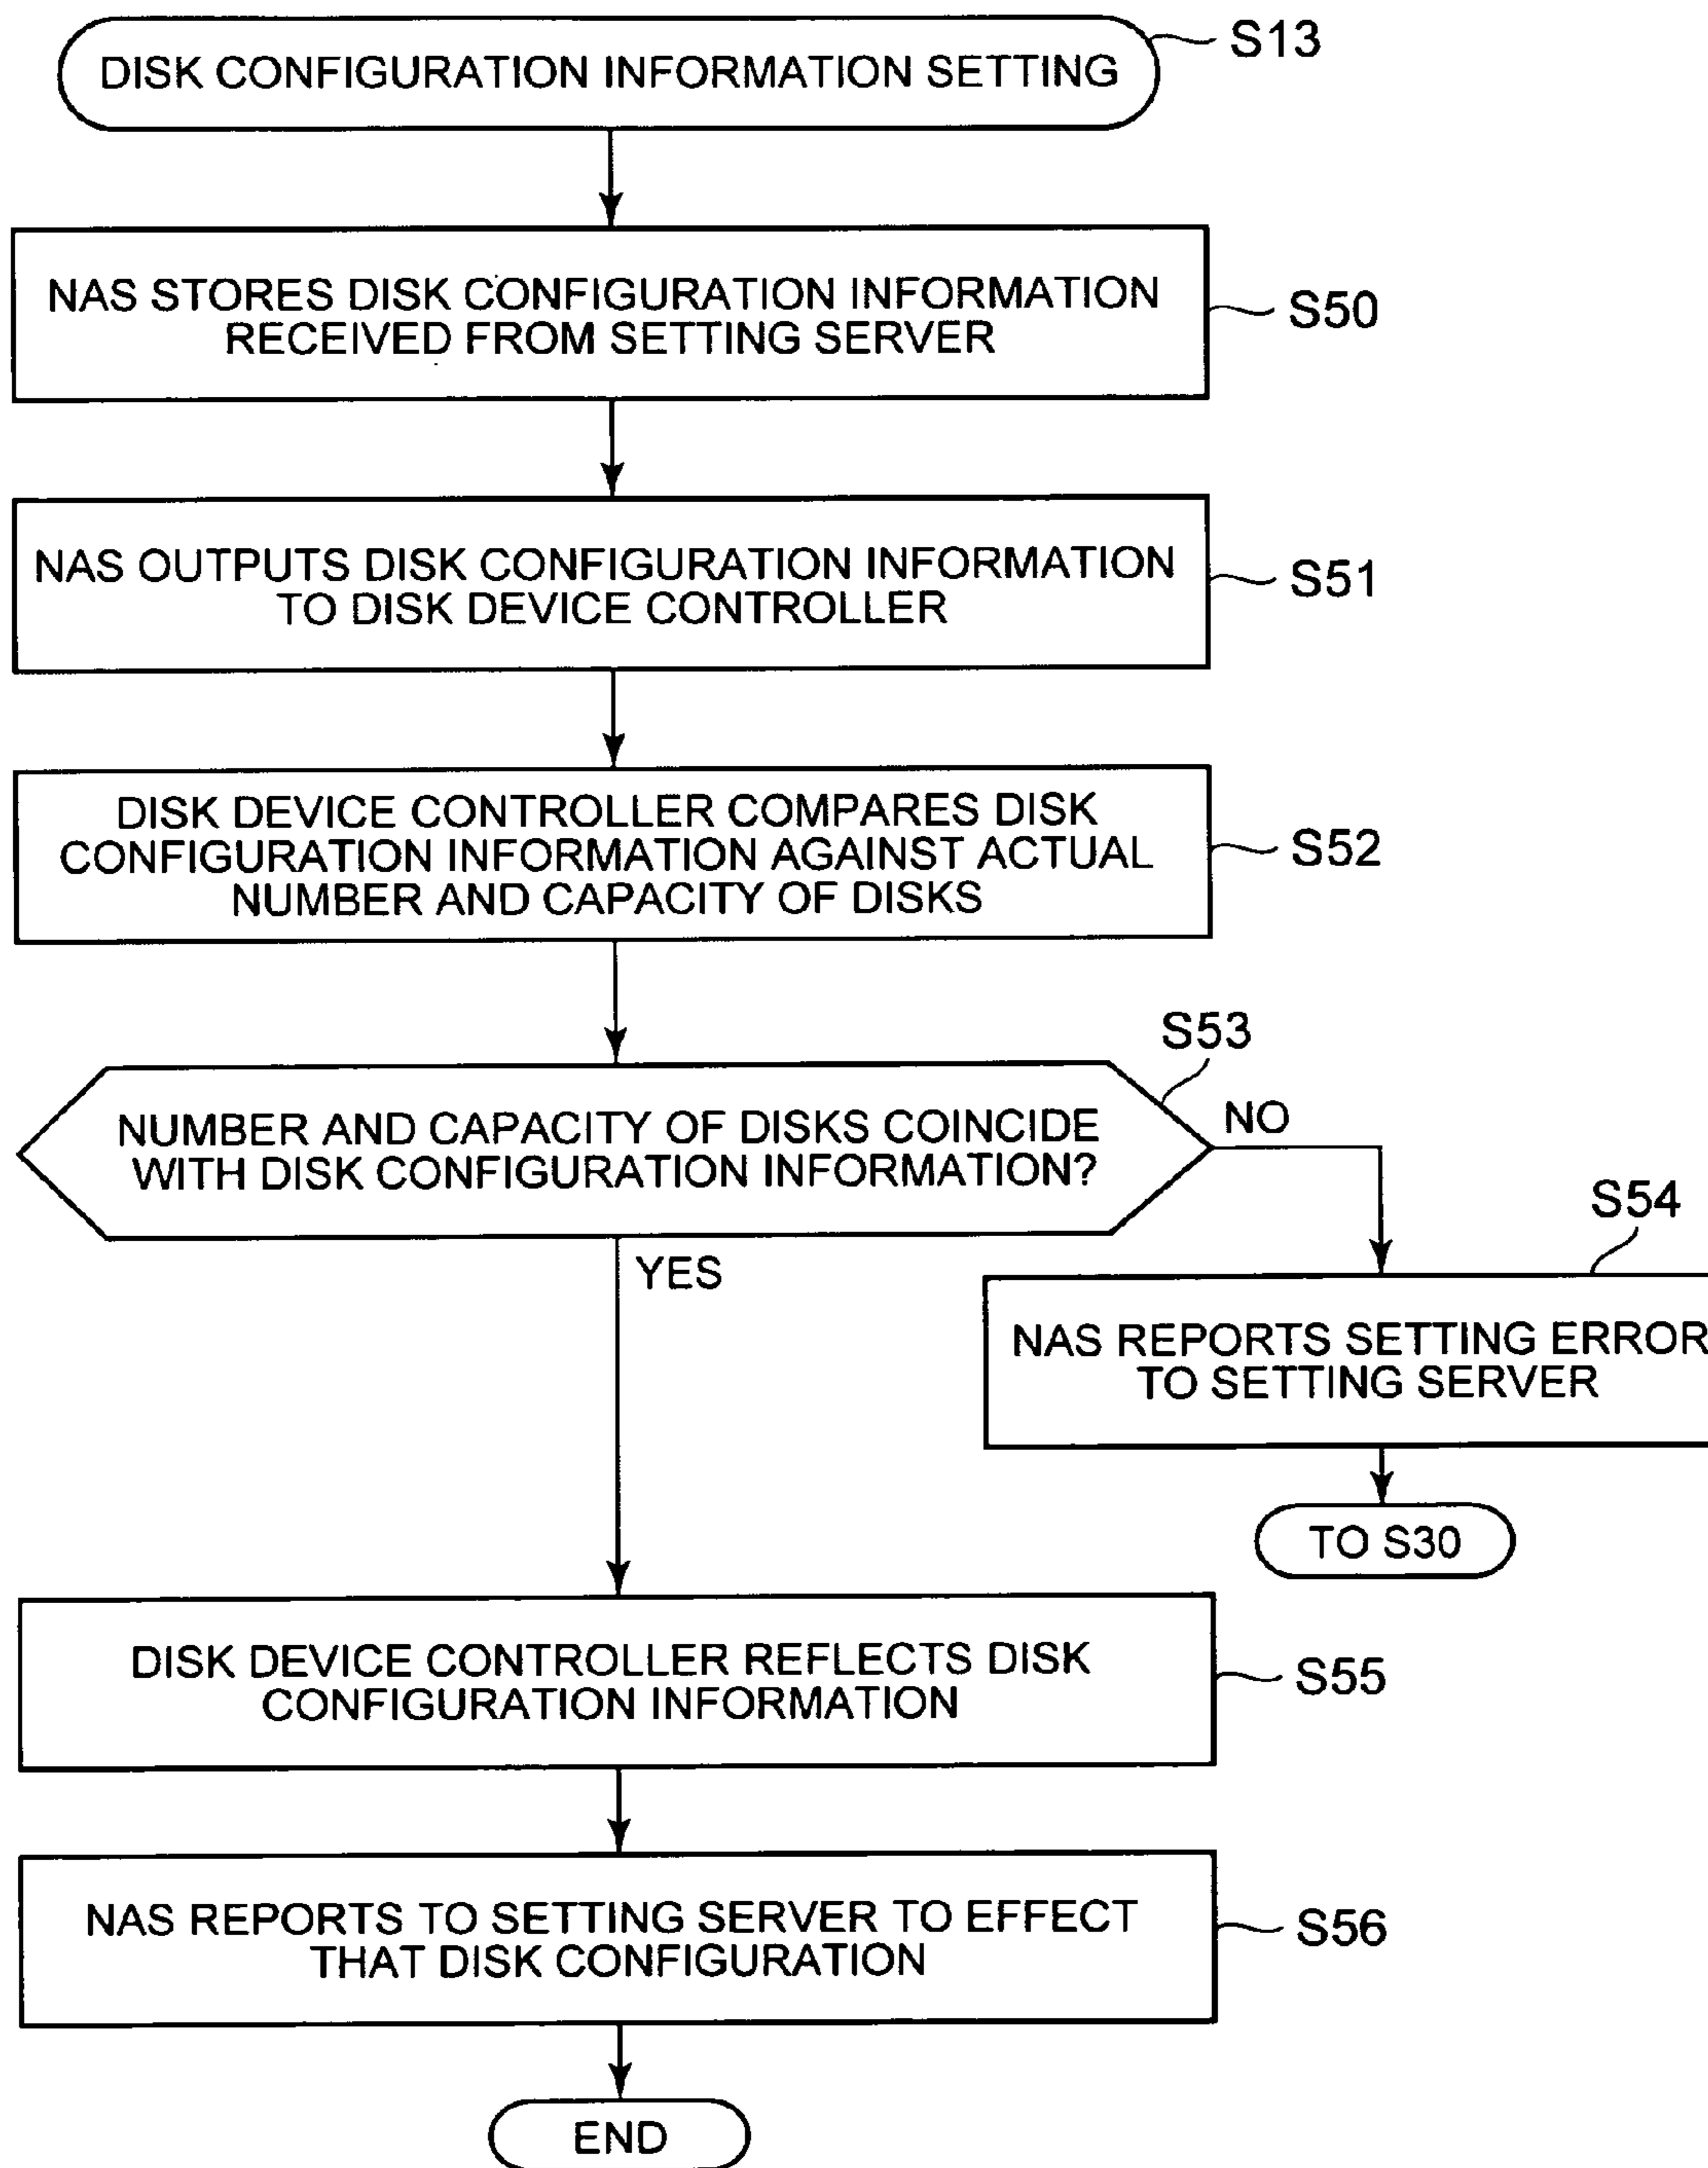 DISK CONFIGURATION INFORMATION SETTING
S13
NAS STORES DISK CONFIGURATION INFORMATION
RECEIVED FROM SETTING SERVER
S50
NAS OUTPUTS DISK CONFIGURATION INFORMATION
TO DISK DEVICE CONTROLLER
S51
DISK DEVICE CONTROLLER COMPARES DISK
CONFIGURATION INFORMATION AGAINST ACTUAL
NUMBER AND CAPACITY OF DISKS
S52
S53
NUMBER AND CAPACITY OF DISKS COINCIDE
WITH DISK CONFIGURATION INFORMATION?
NO
YES
S54
NAS REPORTS SETTING ERROR
TO SETTING SERVER
TO S30
DISK DEVICE CONTROLLER REFLECTS DISK
CONFIGURATION INFORMATION
S55
NAS REPORTS TO SETTING SERVER TO EFFECT
THAT DISK CONFIGURATION
S56
END